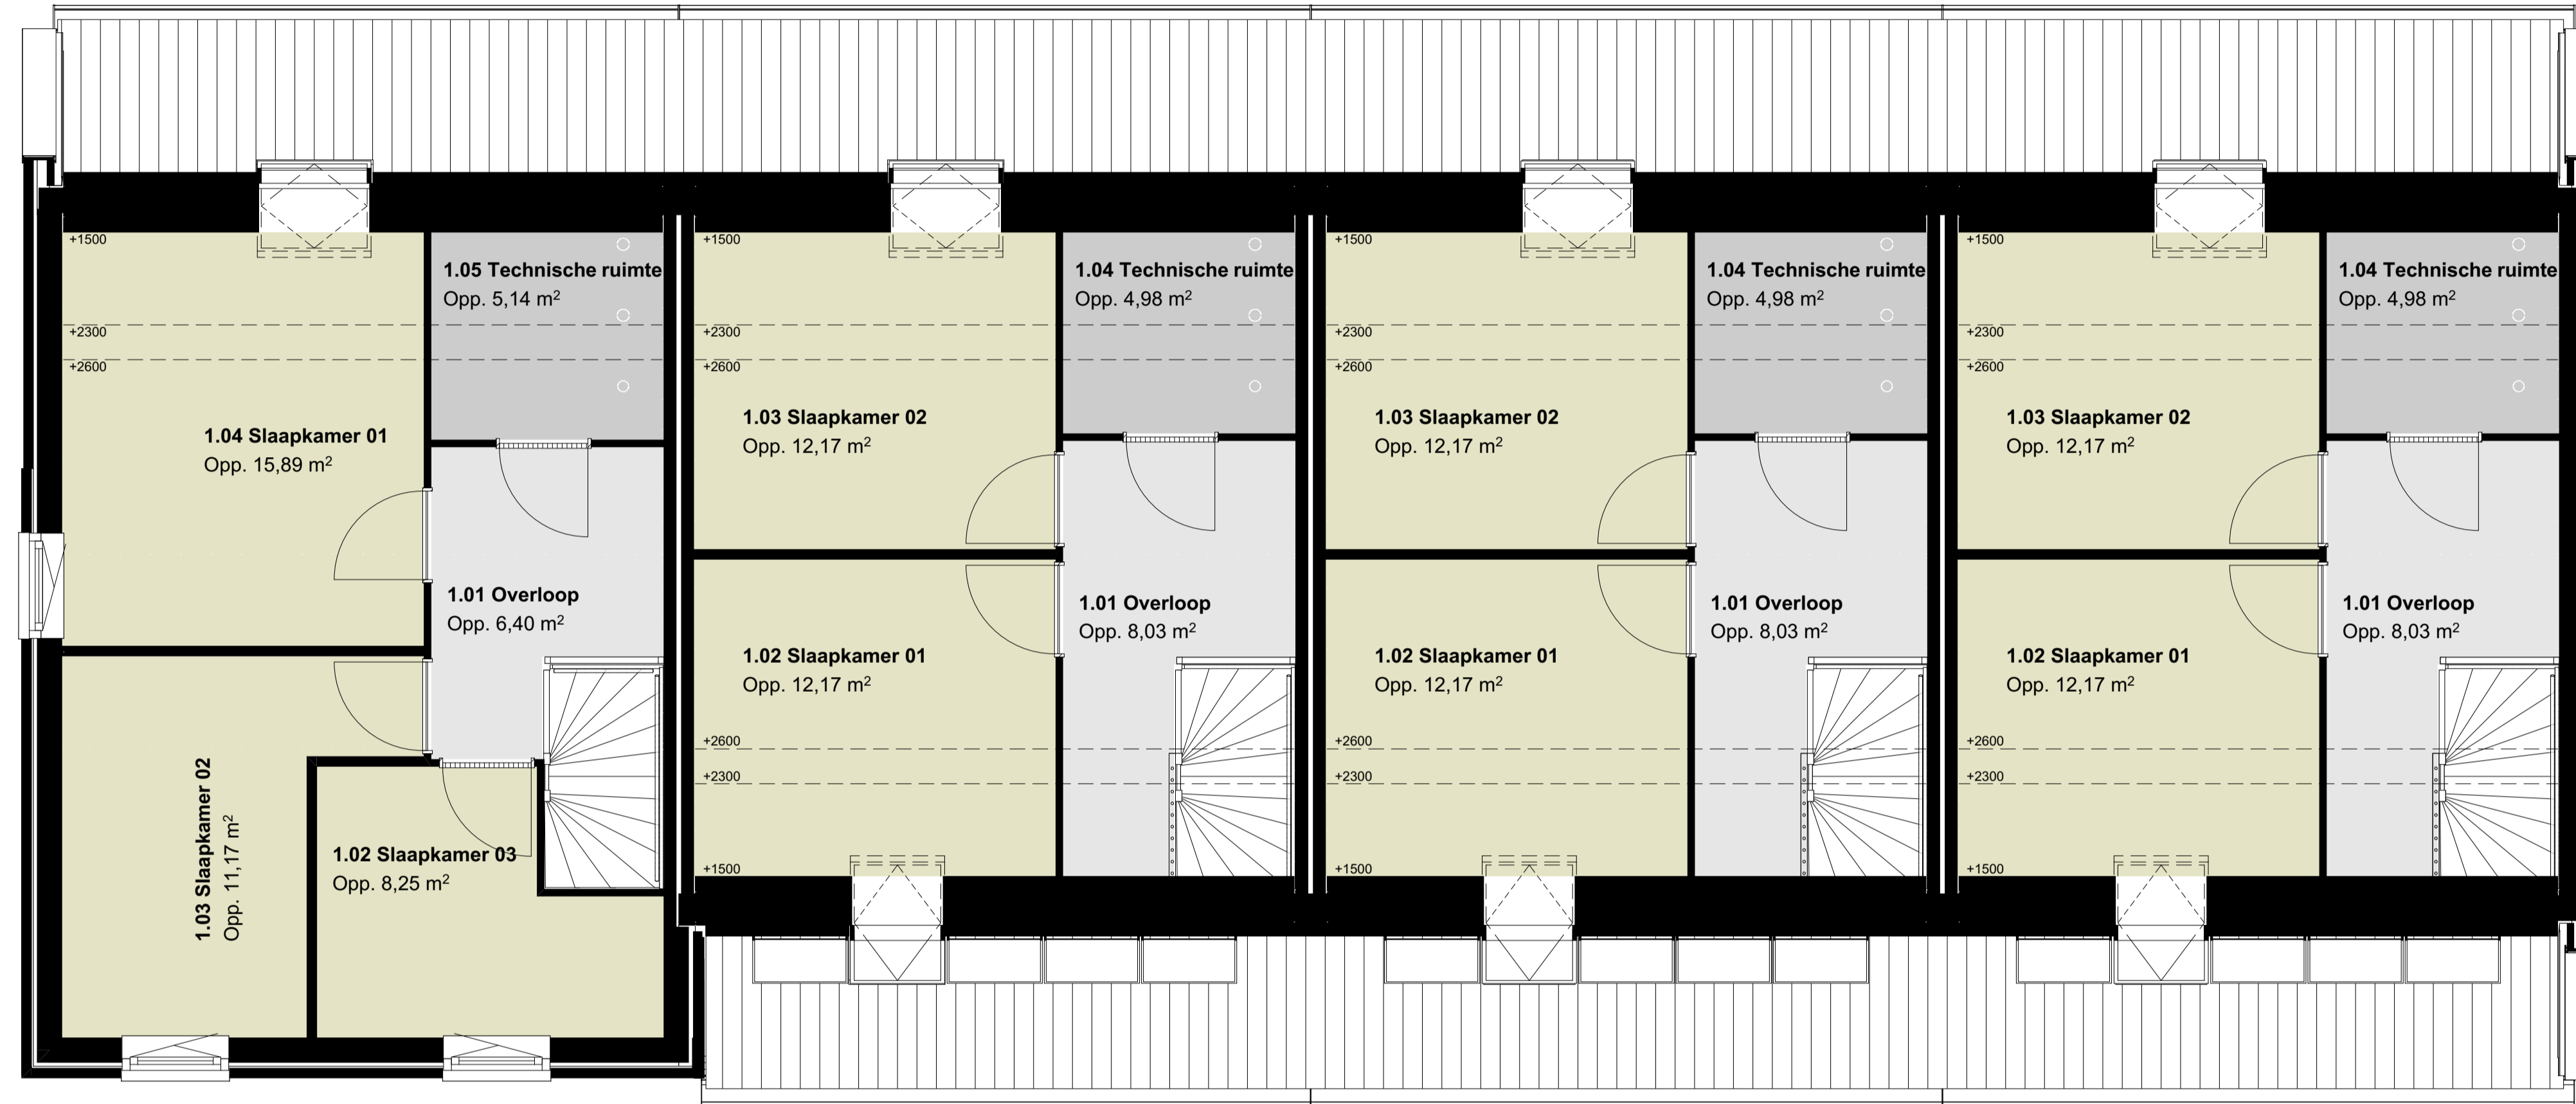 +1500
+2300
+2600
1.04 Slaapkamer 01
Opp. 15,89 m²
1.05 Technische ruimte
Opp. 5,14 m²
1.01 Overloop
Opp. 6,40 m²
1.03 Slaapkamer 02
Opp. 11,17 m²
1.02 Slaapkamer 03
Opp. 8,25 m²
+1500
+2300
+2600
1.03 Slaapkamer 02
Opp. 12,17 m²
1.04 Technische ruimte
Opp. 4,98 m²
1.01 Overloop
Opp. 8,03 m²
1.02 Slaapkamer 01
Opp. 12,17 m²
+2600
+2300
+1500
+1500
+2300
+2600
1.03 Slaapkamer 02
Opp. 12,17 m²
1.04 Technische ruimte
Opp. 4,98 m²
1.01 Overloop
Opp. 8,03 m²
1.02 Slaapkamer 01
Opp. 12,17 m²
+2600
+2300
+1500
+1500
+2300
+2600
1.03 Slaapkamer 02
Opp. 12,17 m²
1.04 Technische ruimte
Opp. 4,98 m²
1.01 Overloop
Opp. 8,03 m²
1.02 Slaapkamer 01
Opp. 12,17 m²
+2600
+2300
+1500